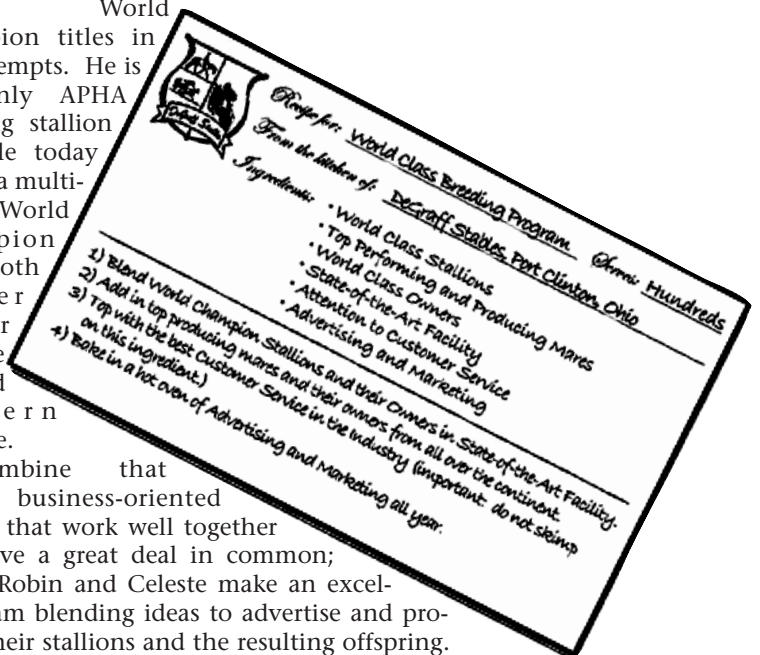 World
pion titles in
empts. He is
nly APHA
g stallion
le today
a multi-
World
pion
oth
er
r
e
d
ern
e.
mbine that
business-oriented
that work well together
ve a great deal in common;
Robin and Celeste make an excel-
am blending ideas to advertise and pro-
heir stallions and the resulting offspring.
Recipe for: World Class Breeding Program Serves Hundreds
From the kitchen of: DeGraff Stables, Port Clinton, Ohio
Ingredients:
• World Class Stallions
• Top Performing and Producing Mares
• World Class Owners
• State-of-the-Art Facility
• Attention to Customer Service
• Advertising and Marketing
1) Blend World Champion Stallions and their Owners in State-of-the-Art Facility.
2) Add in top producing mares and their owners from all over the continent.
3) Top with the best Customer Service in the Industry (important: do not skimp
on this ingredient.)
4) Bake in a hot oven of Advertising and Marketing all year.